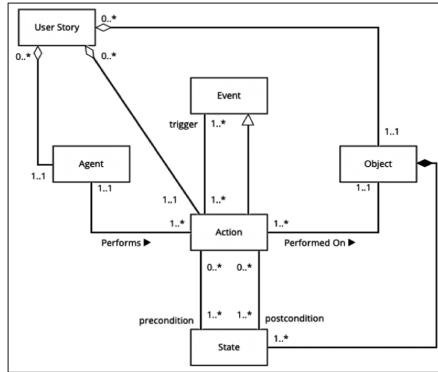 User Story
0..*
0..*
0..*
Event
trigger
1..*
1..1
Agent
Object
1..1
1..1
1..1
1..*
1..1
1..*
Action
1..*
Performs ▶
Performed On ▶
0..*
0..*
precondition
1..*
1..*
postcondition
State
1..*